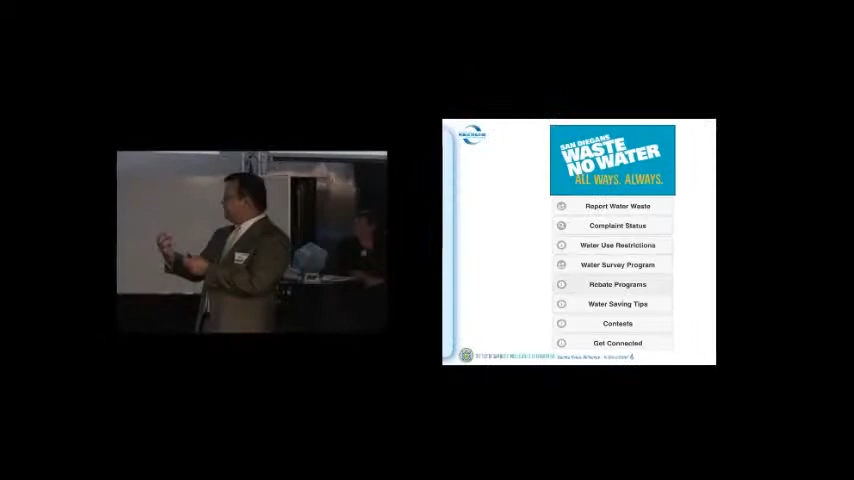 SAN DIEGANS
WASTE
NO WATER
ALL WAYS. ALWAYS.
Report Water Waste
Complaint Status
Water Use Restrictions
Water Survey Program
Rebate Programs
Water Saving Tips
Contacts
Get Connected